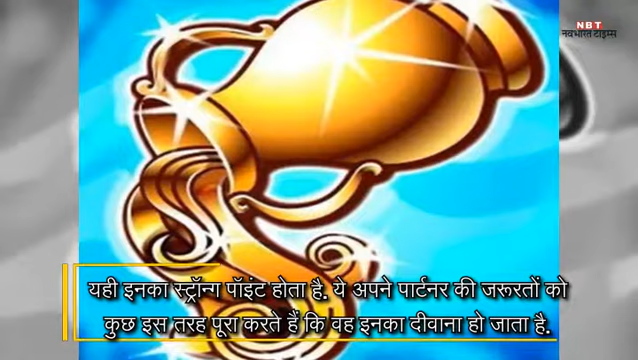 NBT
नवभारत टाइम्स
यही इनका स्ट्रॉन्ग पॉइंट होता है. ये अपने पार्टनर की जरूरतों को
कुछ इस तरह पूरा करते हैं कि वह इनका दीवाना हो जाता है.